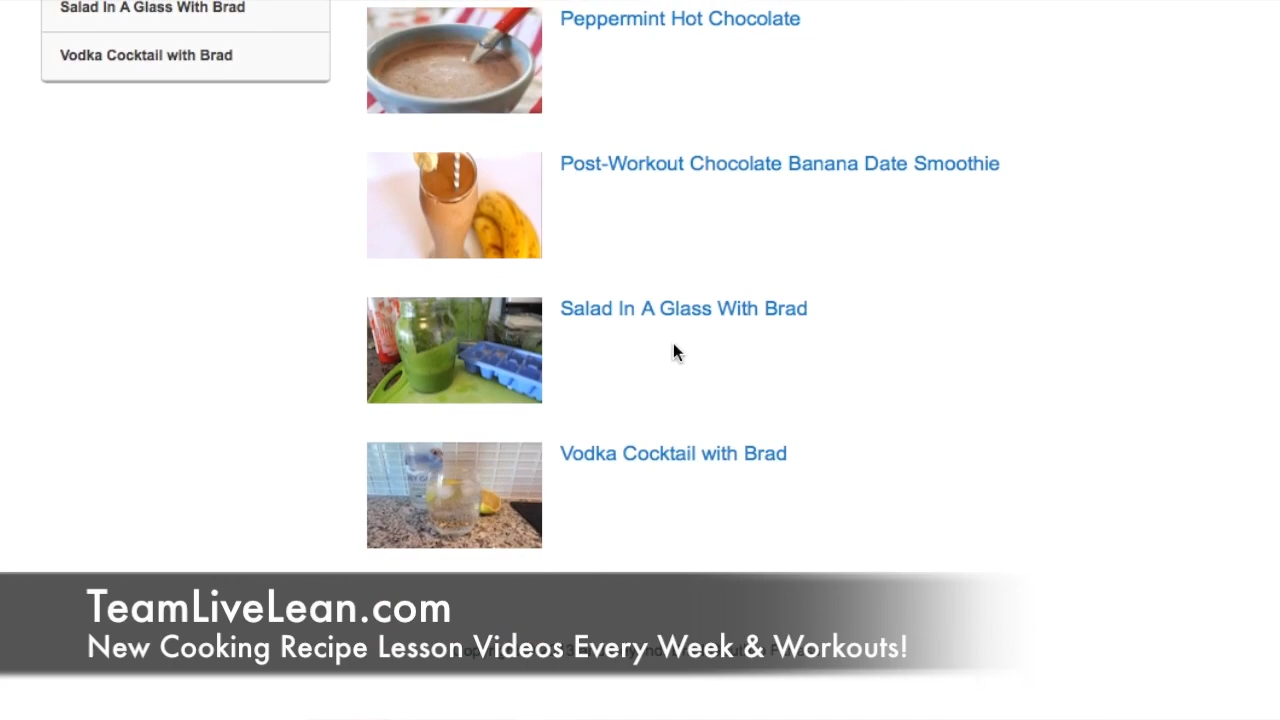 Salad In A Glass With Brad
Vodka Cocktail with Brad
Peppermint Hot Chocolate
Post-Workout Chocolate Banana Date Smoothie
Salad In A Glass With Brad
Vodka Cocktail with Brad
TeamLiveLean.com
New Cooking Recipe Lesson Videos Every Week & Workouts!